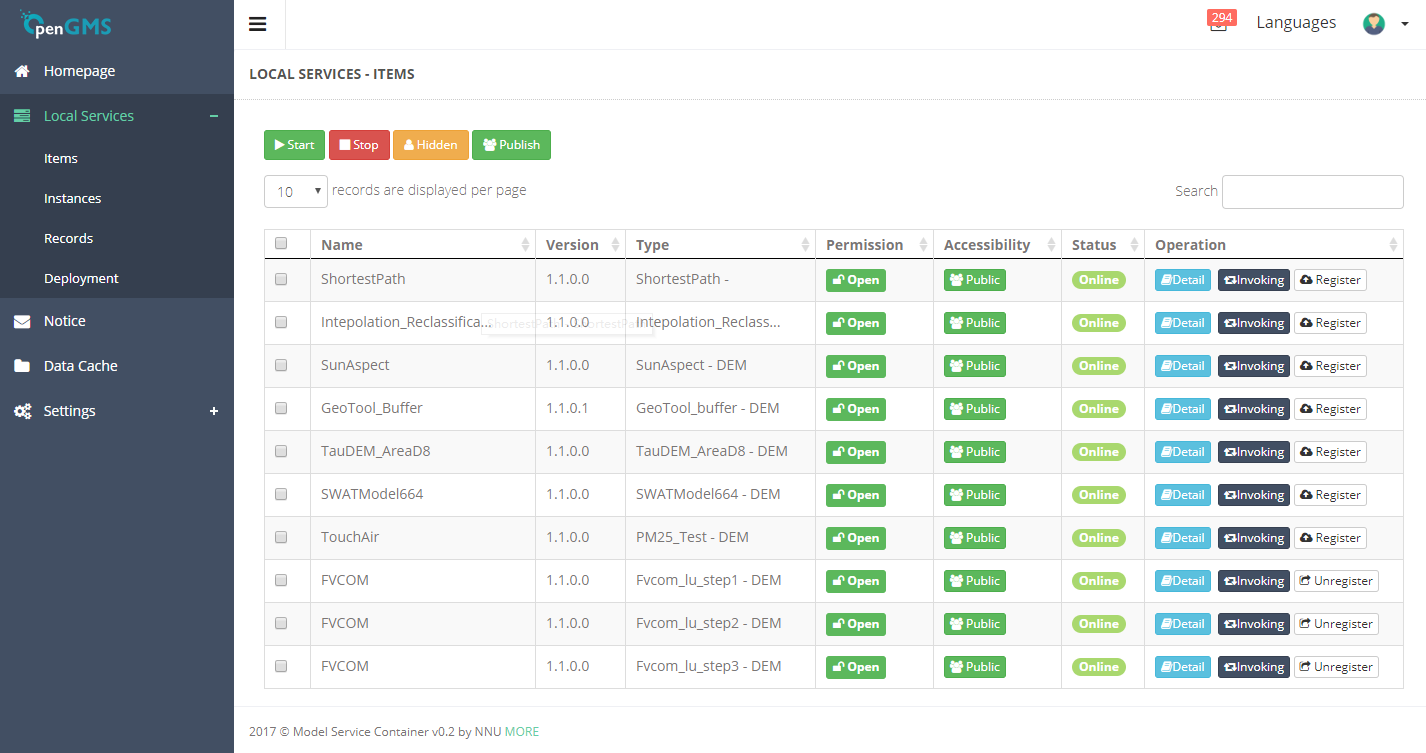 OpenGMS
294
Languages
Homepage
Local Services
Items
Instances
Records
Deployment
Notice
Data Cache
Settings
LOCAL SERVICES - ITEMS
Start Stop Hidden Publish
10 records are displayed per page
Search
Name Version Type Permission Accessibility Status Operation
ShortestPath 1.1.0.0 ShortestPath - Open Public Online Detail Invoking Register
Intepolation_Reclassifica... 1.1.0.0 Intepolation_Reclass... Open Public Online Detail Invoking Register
SunAspect 1.1.0.0 SunAspect - DEM Open Public Online Detail Invoking Register
GeoTool_Buffer 1.1.0.1 GeoTool_buffer - DEM Open Public Online Detail Invoking Register
TauDEM_AreaD8 1.1.0.0 TauDEM_AreaD8 - DEM Open Public Online Detail Invoking Register
SWATModel664 1.1.0.0 SWATModel664 - DEM Open Public Online Detail Invoking Register
TouchAir 1.1.0.0 PM25_Test - DEM Open Public Online Detail Invoking Register
FVCOM 1.1.0.0 Fvcom_lu_step1 - DEM Open Public Online Detail Invoking Unregister
FVCOM 1.1.0.0 Fvcom_lu_step2 - DEM Open Public Online Detail Invoking Unregister
FVCOM 1.1.0.0 Fvcom_lu_step3 - DEM Open Public Online Detail Invoking Unregister
2017 © Model Service Container v0.2 by NNU MORE